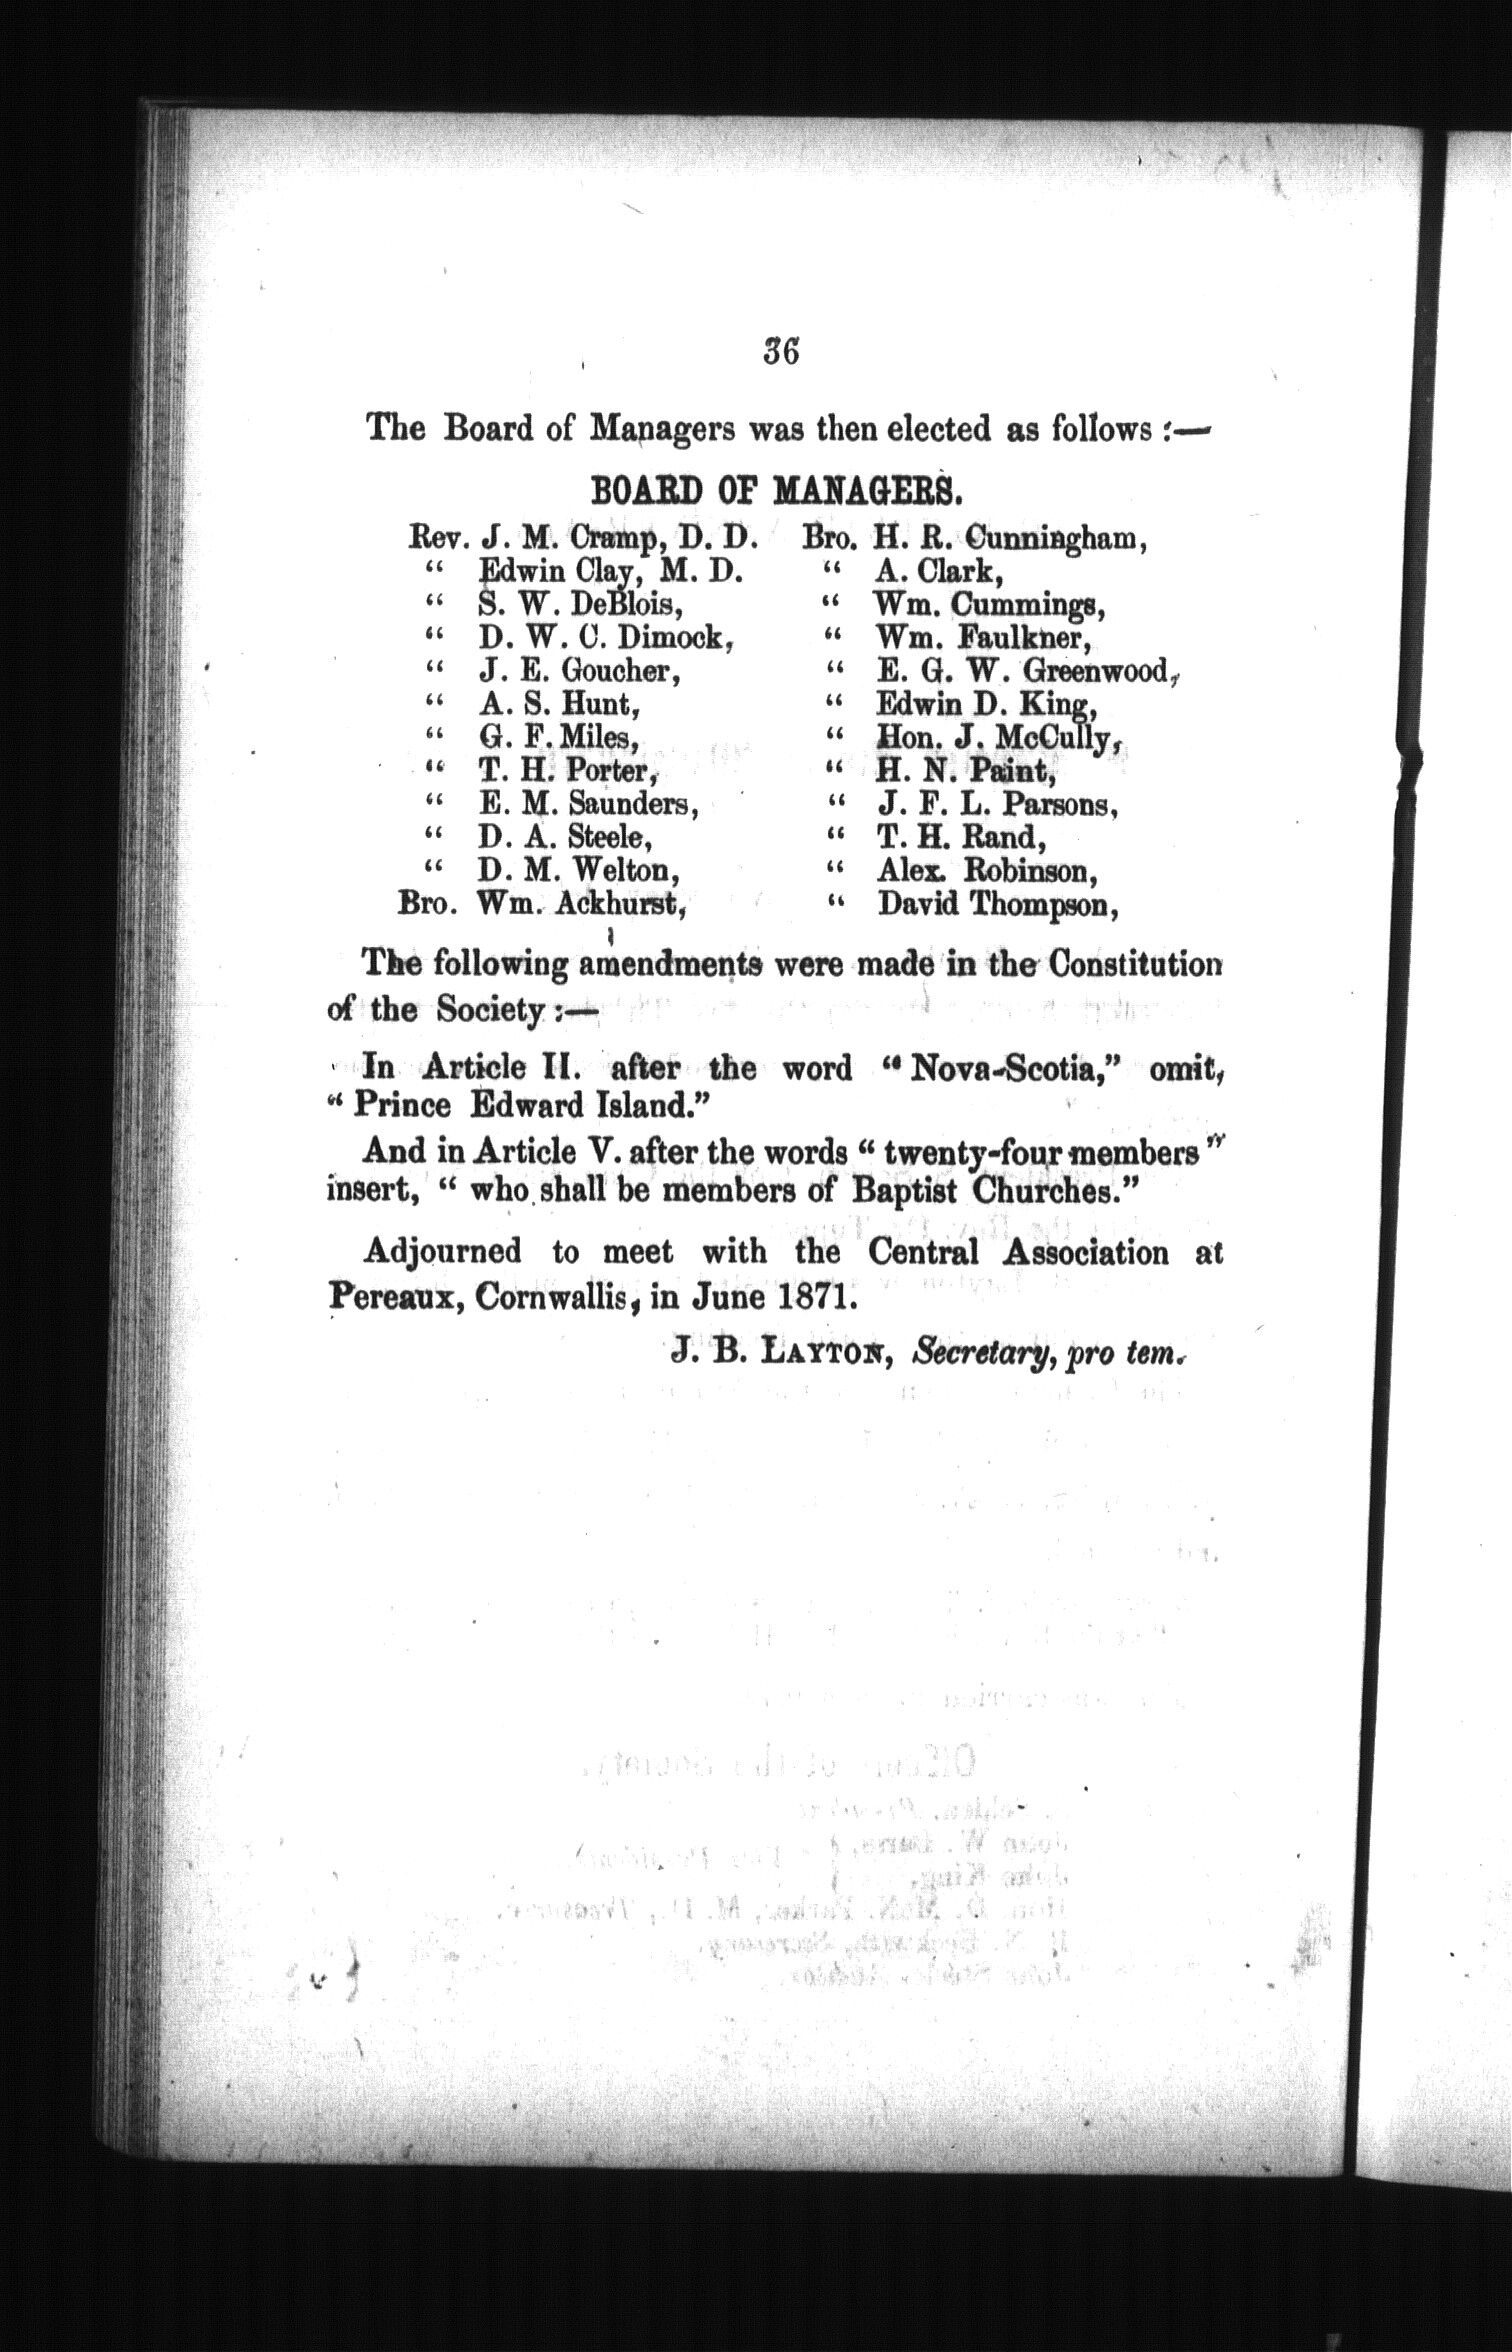 36
The Board of Managers was then elected as follows :—
BOARD OF MANAGERS.
Rev. J. M. Cramp, D. D.
“ Edwin Clay, M. D.
“ S. W. DeBlois,
“ D. W. C. Dimock,
“ J. E. Goucher,
“ A. S. Hunt,
“ G. F. Miles,
“ T. H. Porter,
“ E. M. Saunders,
“ D. A. Steele,
“ D. M. Welton,
Bro. Wm. Ackhurst,
Bro. H. R. Cunningham,
“ A. Clark,
“ Wm. Cummings,
“ Wm. Faulkner,
“ E. G. W. Greenwood,
“ Edwin D. King,
“ Hon. J. McCully,
“ H. N. Paint,
“ J. F. L. Parsons,
“ T. H. Rand,
“ Alex. Robinson,
“ David Thompson,
The following amendments were made in the Constitution
of the Society :—
In Article II. after the word “ Nova-Scotia,” omit,
“ Prince Edward Island.”
And in Article V. after the words “ twenty-four members ”
insert, “ who shall be members of Baptist Churches.”
Adjourned to meet with the Central Association at
Pereaux, Cornwallis, in June 1871.
J. B. LAYTON, Secretary, pro tem.